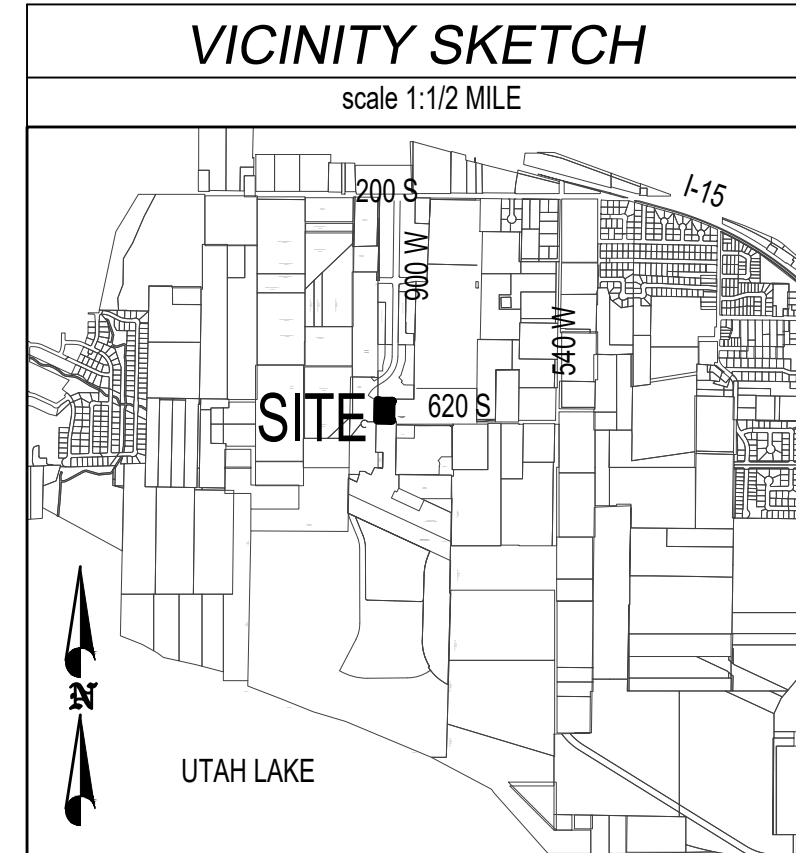 VICINITY SKETCH
scale 1:1/2 MILE
I-15
200 S
900 W
540 W
SITE
620 S
N
UTAH LAKE